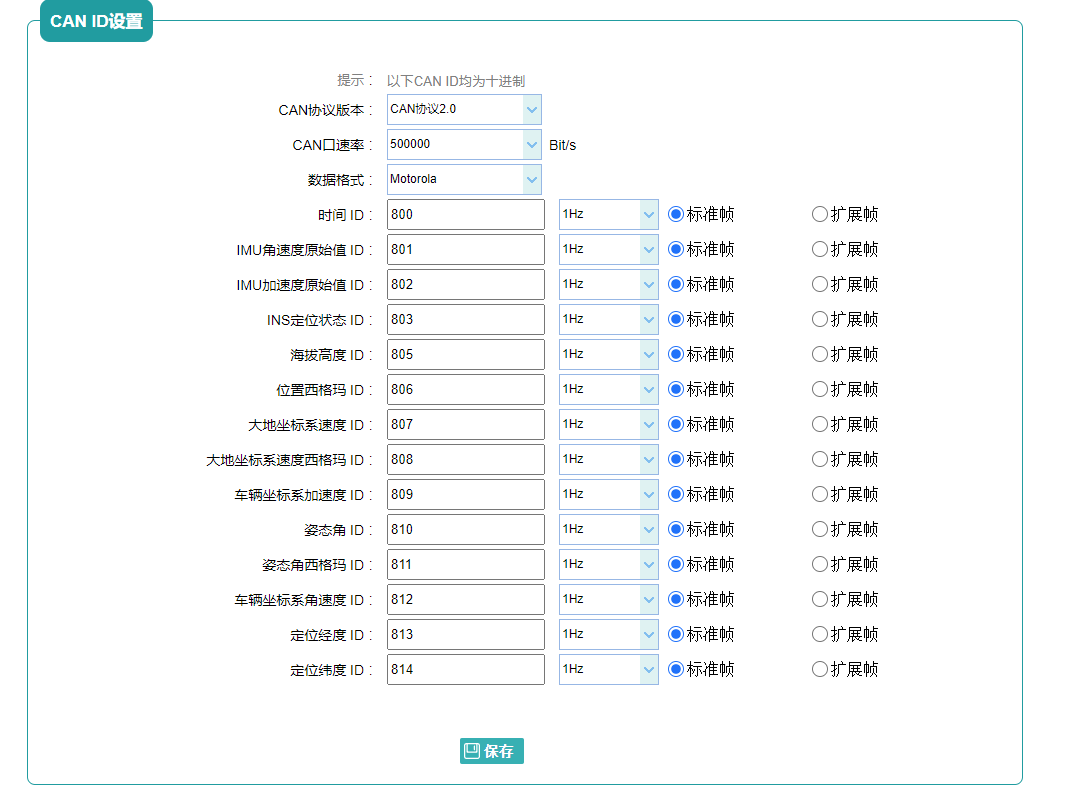 CAN ID设置
提示： 以下CAN ID均为十进制
CAN协议版本： CAN协议2.0
CAN口速率： 500000 Bit/s
数据格式： Motorola
时间 ID： 800 1Hz 标准帧 扩展帧
IMU角速度原始值 ID： 801 1Hz 标准帧 扩展帧
IMU加速度原始值 ID： 802 1Hz 标准帧 扩展帧
INS定位状态 ID： 803 1Hz 标准帧 扩展帧
海拔高度 ID： 805 1Hz 标准帧 扩展帧
位置西格玛 ID： 806 1Hz 标准帧 扩展帧
大地坐标系速度 ID： 807 1Hz 标准帧 扩展帧
大地坐标系速度西格玛 ID： 808 1Hz 标准帧 扩展帧
车辆坐标系加速度 ID： 809 1Hz 标准帧 扩展帧
姿态角 ID： 810 1Hz 标准帧 扩展帧
姿态角西格玛 ID： 811 1Hz 标准帧 扩展帧
车辆坐标系角速度 ID： 812 1Hz 标准帧 扩展帧
定位经度 ID： 813 1Hz 标准帧 扩展帧
定位纬度 ID： 814 1Hz 标准帧 扩展帧
保存